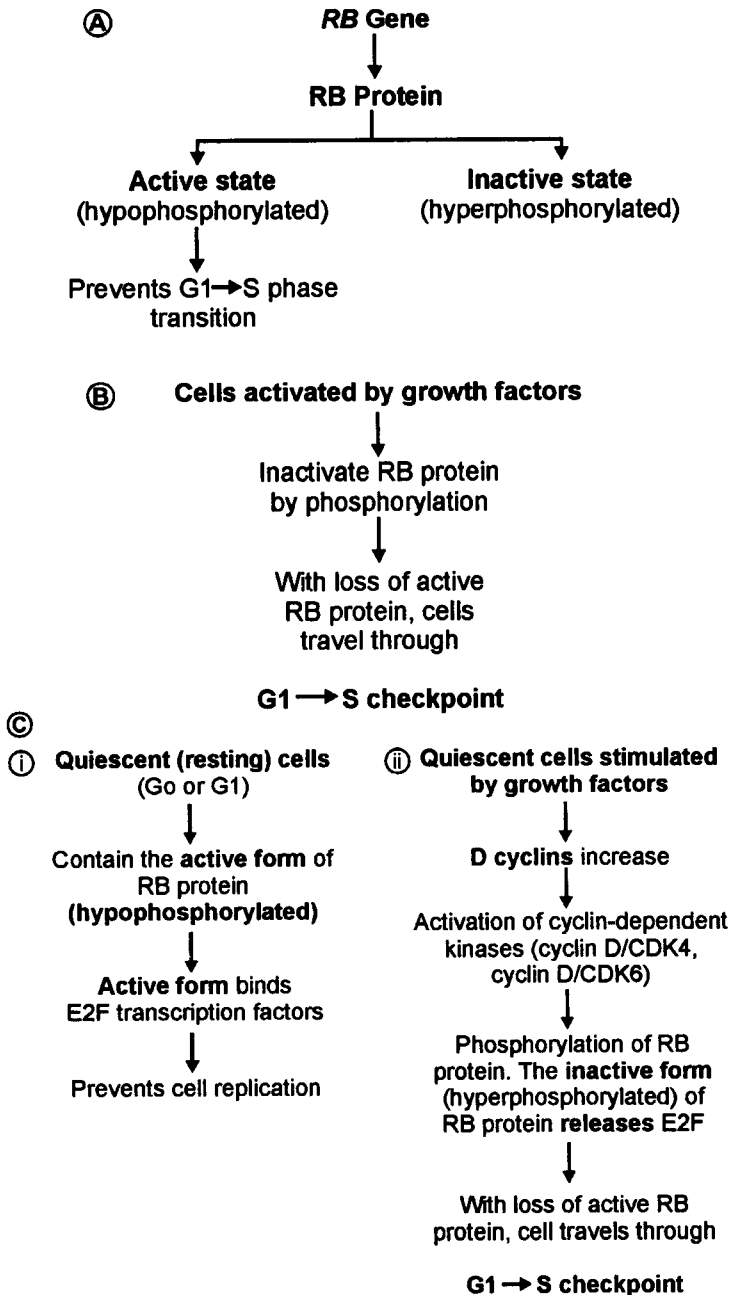 Ⓐ RB Gene
RB Protein
Active state
(hypophosphorylated)
Inactive state
(hyperphosphorylated)
Prevents G1→S phase
transition
Ⓑ Cells activated by growth factors
Inactivate RB protein
by phosphorylation
With loss of active
RB protein, cells
travel through
G1→S checkpoint
Ⓒ
ⓘ Quiescent (resting) cells
(Go or G1)
Contain the active form of
RB protein
(hypophosphorylated)
Active form binds
E2F transcription factors
Prevents cell replication
ⓘⓘ Quiescent cells stimulated
by growth factors
D cyclins increase
Activation of cyclin-dependent
kinases (cyclin D/CDK4,
cyclin D/CDK6)
Phosphorylation of RB
protein. The inactive form
(hyperphosphorylated) of
RB protein releases E2F
With loss of active RB
protein, cell travels through
G1→S checkpoint